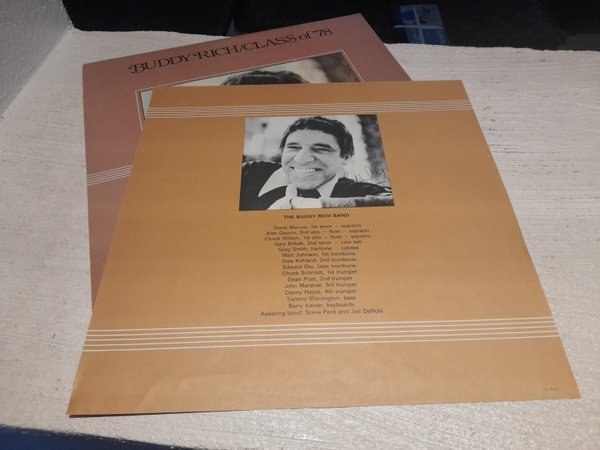 BUDDY RICH/CLASS of '78
THE BUDDY RICH BAND
Steve Marcus, 1st tenor – soprano
Alan Gauvin, 2nd alto – flute – soprano
Chuck Wilson, 1st alto – flute – soprano
Gary Bribek, 2nd tenor – cow bell
Greg Smith, baritone – cabasa
Matt Johnson, 1st trombone
Dale Kirkland, 2nd trombone
Edward Eby, bass trombone
Chuck Schmidt, 1st trumpet
Dean Pratt, 2nd trumpet
John Marshall, 3rd trumpet
Danny Hayes, 4th trumpet
Tommy Warrington, bass
Barry Keiner, keyboards
Assisting band: Steve Peck and Joe DeNoia